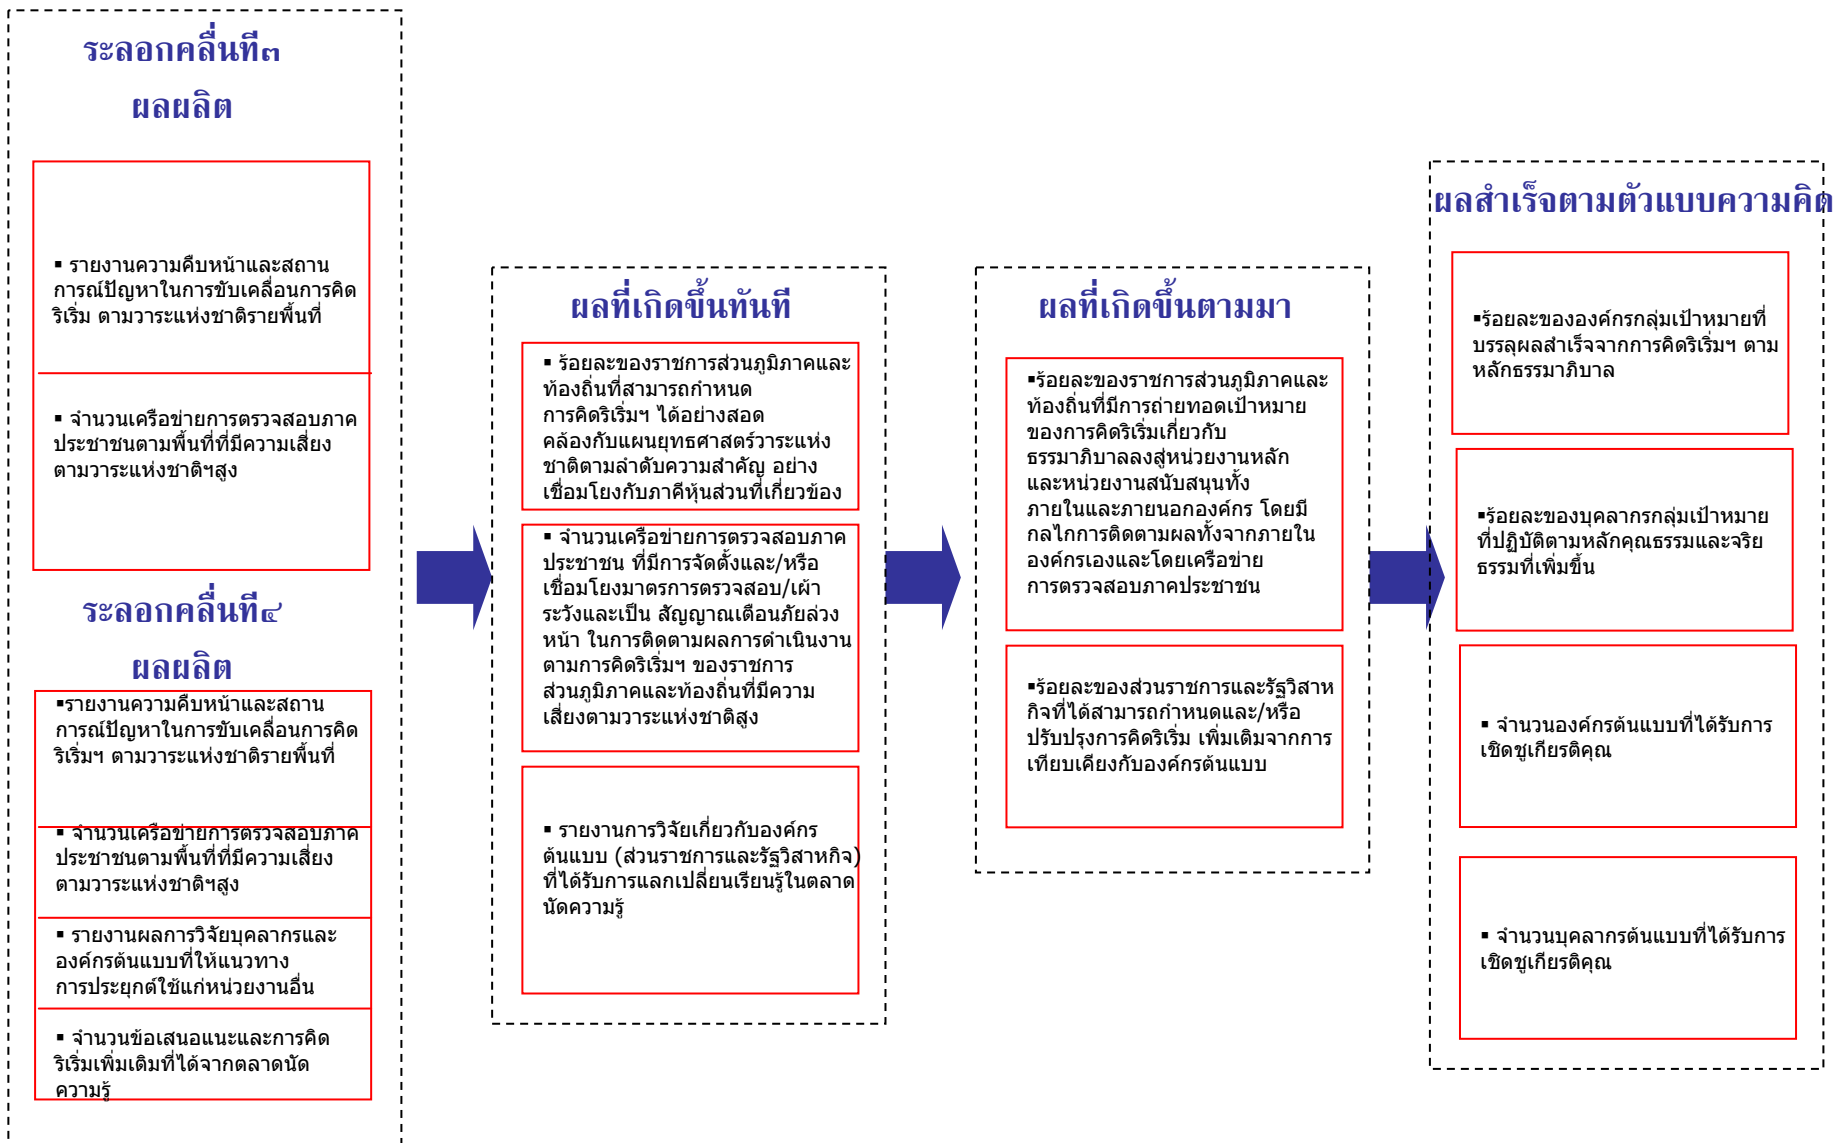 ระลอกคลื่นที่๓
ผลผลิต
▪ รายงานความคืบหน้าและสถาน
การณ์ปัญหาในการขับเคลื่อนการคิด
ริเริ่ม ตามวาระแห่งชาติรายพื้นที่
▪ จำนวนเครือข่ายการตรวจสอบภาค
ประชาชนตามพื้นที่ที่มีความเสี่ยง
ตามวาระแห่งชาติฯสูง
ระลอกคลื่นที่๔
ผลผลิต
▪รายงานความคืบหน้าและสถาน
การณ์ปัญหาในการขับเคลื่อนการคิด
ริเริ่มฯ ตามวาระแห่งชาติรายพื้นที่
▪ จำนวนเครือข่ายการตรวจสอบภาค
ประชาชนตามพื้นที่ที่มีความเสี่ยง
ตามวาระแห่งชาติฯสูง
▪ รายงานผลการวิจัยบุคลากรและ
องค์กรต้นแบบที่ให้แนวทาง
การประยุกต์ใช้แก่หน่วยงานอื่น
▪ จำนวนข้อเสนอแนะและการคิด
ริเริ่มเพิ่มเติมที่ได้จากตลาดนัด
ความรู้
ผลที่เกิดขึ้นทันที
▪ ร้อยละของราชการส่วนภูมิภาคและ
ท้องถิ่นที่สามารถกำหนด
การคิดริเริ่มฯ ได้อย่างสอด
คล้องกับแผนยุทธศาสตร์วาระแห่ง
ชาติตามลำดับความสำคัญ อย่าง
เชื่อมโยงกับภาคีหุ้นส่วนที่เกี่ยวข้อง
▪ จำนวนเครือข่ายการตรวจสอบภาค
ประชาชน ที่มีการจัดตั้งและ/หรือ
เชื่อมโยงมาตรการตรวจสอบ/เฝ้า
ระวังและเป็น สัญญาณเตือนภัยล่วง
หน้า ในการติดตามผลการดำเนินงาน
ตามการคิดริเริ่มฯ ของราชการ
ส่วนภูมิภาคและท้องถิ่นที่มีความ
เสี่ยงตามวาระแห่งชาติสูง
▪ รายงานการวิจัยเกี่ยวกับองค์กร
ต้นแบบ (ส่วนราชการและรัฐวิสาหกิจ)
ที่ได้รับการแลกเปลี่ยนเรียนรู้ในตลาด
นัดความรู้
ผลที่เกิดขึ้นตามมา
▪ร้อยละของราชการส่วนภูมิภาคและ
ท้องถิ่นที่มีการถ่ายทอดเป้าหมาย
ของการคิดริเริ่มเกี่ยวกับ
ธรรมาภิบาลลงสู่หน่วยงานหลัก
และหน่วยงานสนับสนุนทั้ง
ภายในและภายนอกองค์กร โดยมี
กลไกการติดตามผลทั้งจากภายใน
องค์กรเองและโดยเครือข่าย
การตรวจสอบภาคประชาชน
▪ร้อยละของส่วนราชการและรัฐวิสาห
กิจที่ได้สามารถกำหนดและ/หรือ
ปรับปรุงการคิดริเริ่ม เพิ่มเติมจากการ
เทียบเคียงกับองค์กรต้นแบบ
ผลสำเร็จตามตัวแบบความคิด
▪ร้อยละขององค์กรกลุ่มเป้าหมายที่
บรรลุผลสำเร็จจากการคิดริเริ่มฯ ตาม
หลักธรรมาภิบาล
▪ร้อยละของบุคลากรกลุ่มเป้าหมาย
ที่ปฏิบัติตามหลักคุณธรรมและจริย
ธรรมที่เพิ่มขึ้น
▪ จำนวนองค์กรต้นแบบที่ได้รับการ
เชิดชูเกียรติคุณ
▪ จำนวนบุคลากรต้นแบบที่ได้รับการ
เชิดชูเกียรติคุณ